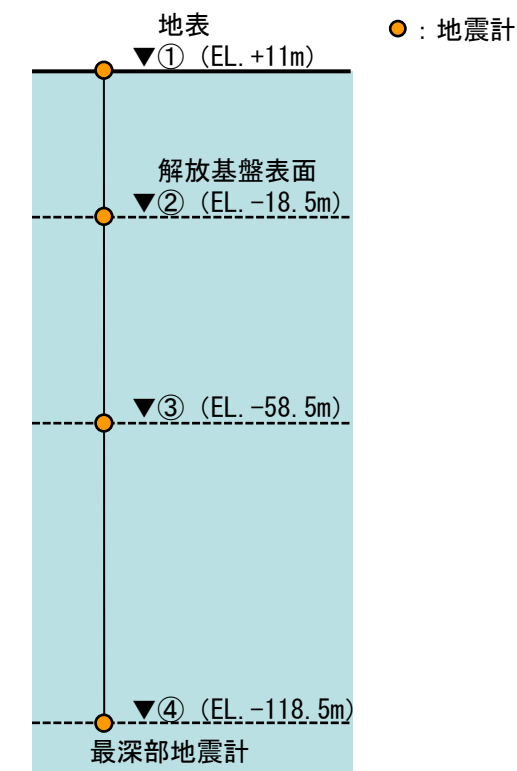 地表
▼① (EL.+11m)
：地震計
解放基盤表面
▼② (EL.-18.5m)
▼③ (EL.-58.5m)
▼④ (EL.-118.5m)
最深部地震計